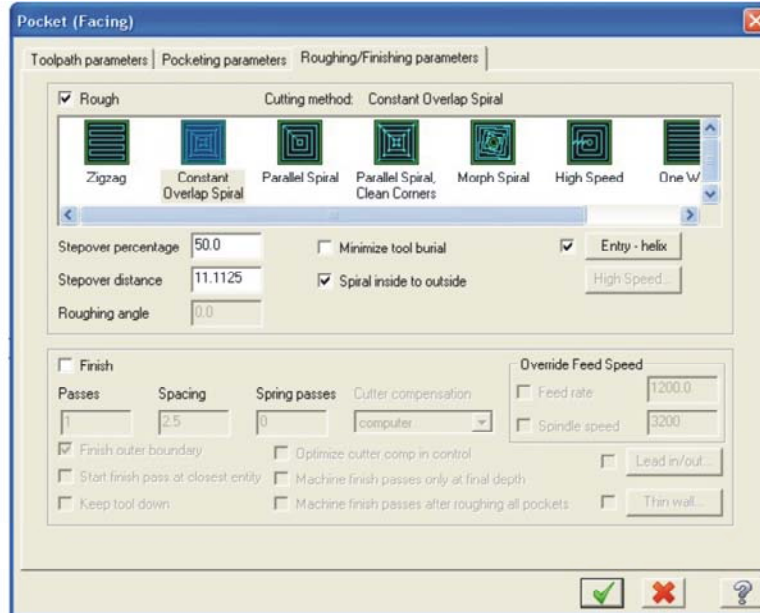 Pocket (Facing)
Toolpath parameters Pocketing parameters Roughing/Finishing parameters
Rough Cutting method: Constant Overlap Spiral
Zigzag Constant Overlap Spiral Parallel Spiral Parallel Spiral, Clean Corners Morph Spiral High Speed One W
Stepover percentage 50.0 Minimize tool burial Entry - helix
Stepover distance 11.1125 Spiral inside to outside High Speed...
Roughing angle 0.0
Finish Override Feed Speed
Passes Spacing Spring passes Cutter compensation Feed rate 1200.0
1 2.5 0 computer Spindle speed 3200
Finish outer boundary Optimize cutter comp in control Lead in/out...
Start finish pass at closest entity Machine finish passes only at final depth
Keep tool down Machine finish passes after roughing all pockets Thin wall...